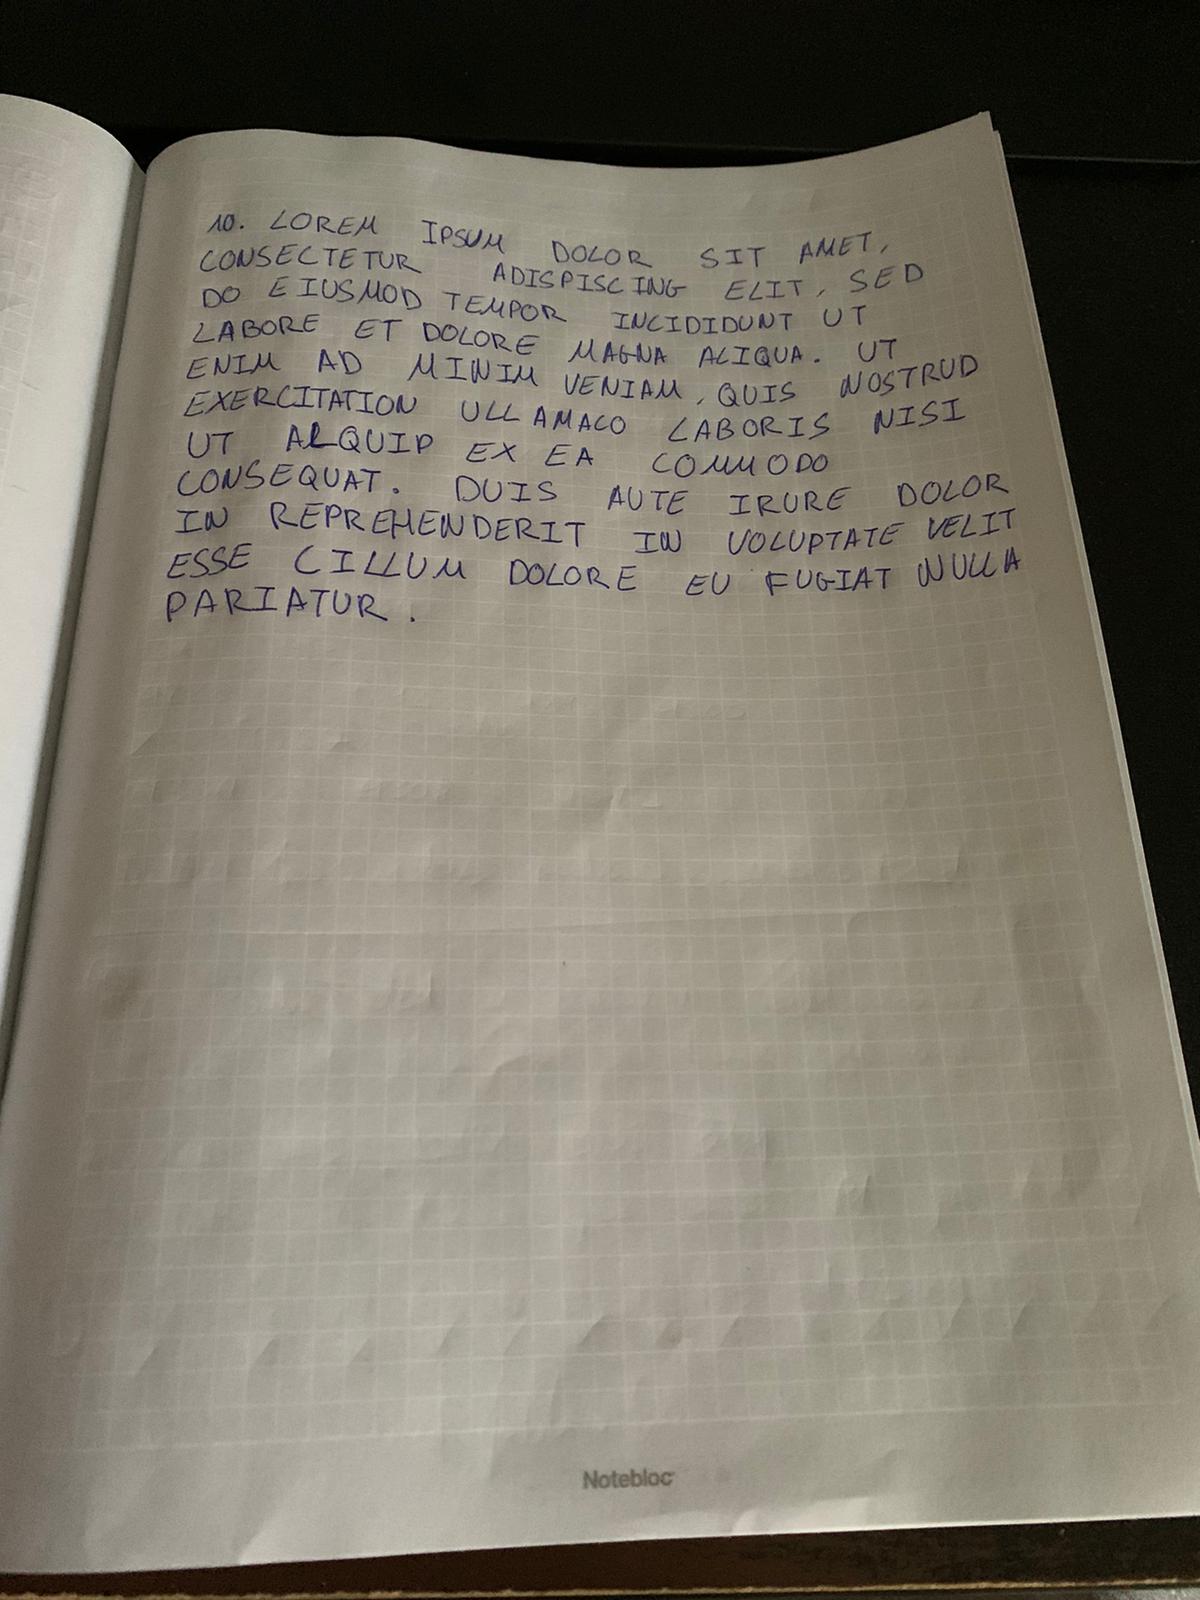 10. LOREM IPSUM DOLOR SIT AMET,
CONSECTETUR ADISPISCING ELIT, SED
DO EIUSMOD TEMPOR INCIDIDUNT UT
LABORE ET DOLORE MAGNA ALIQUA. UT
ENIM AD MINIM VENIAM, QUIS NOSTRUD
EXERCITATION ULLAMACO LABORIS NISI
UT ALQUIP EX EA COMMODO
CONSEQUAT. DUIS AUTE IRURE DOLOR
IN REPREHENDERIT IN VOLUPTATE VELIT
ESSE CILLUM DOLORE EU FUGIAT NULLA
PARIATUR.
Notebloc